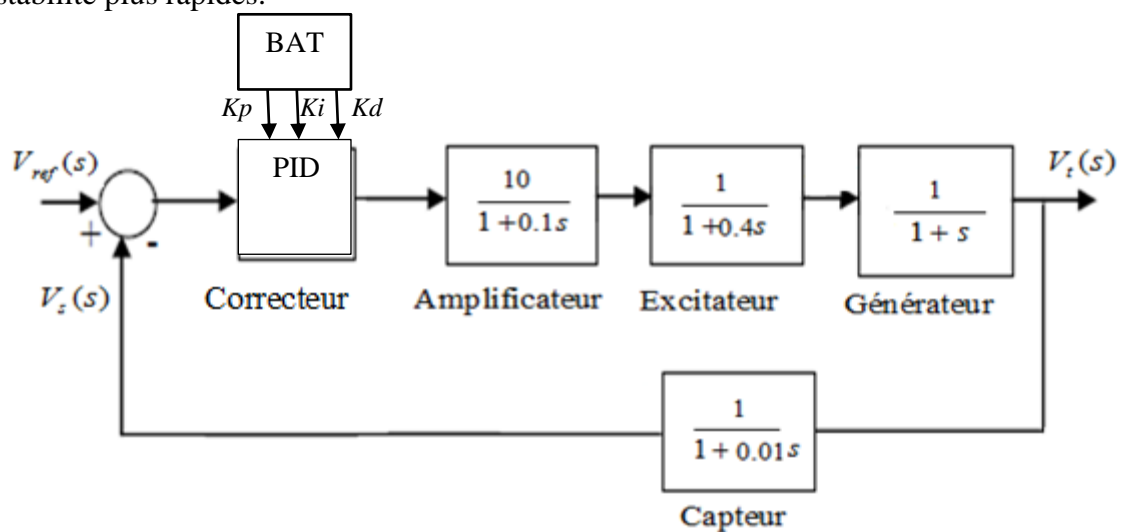 stabilité plus rapides.
BAT
Kp Ki Kd
V_ref(s)
+
-
PID
10
1+0.1s
1
1+0.4s
1
1+s
V_t(s)
V_s(s)
Correcteur
Amplificateur
Excitateur
Générateur
1
1+0.01s
Capteur